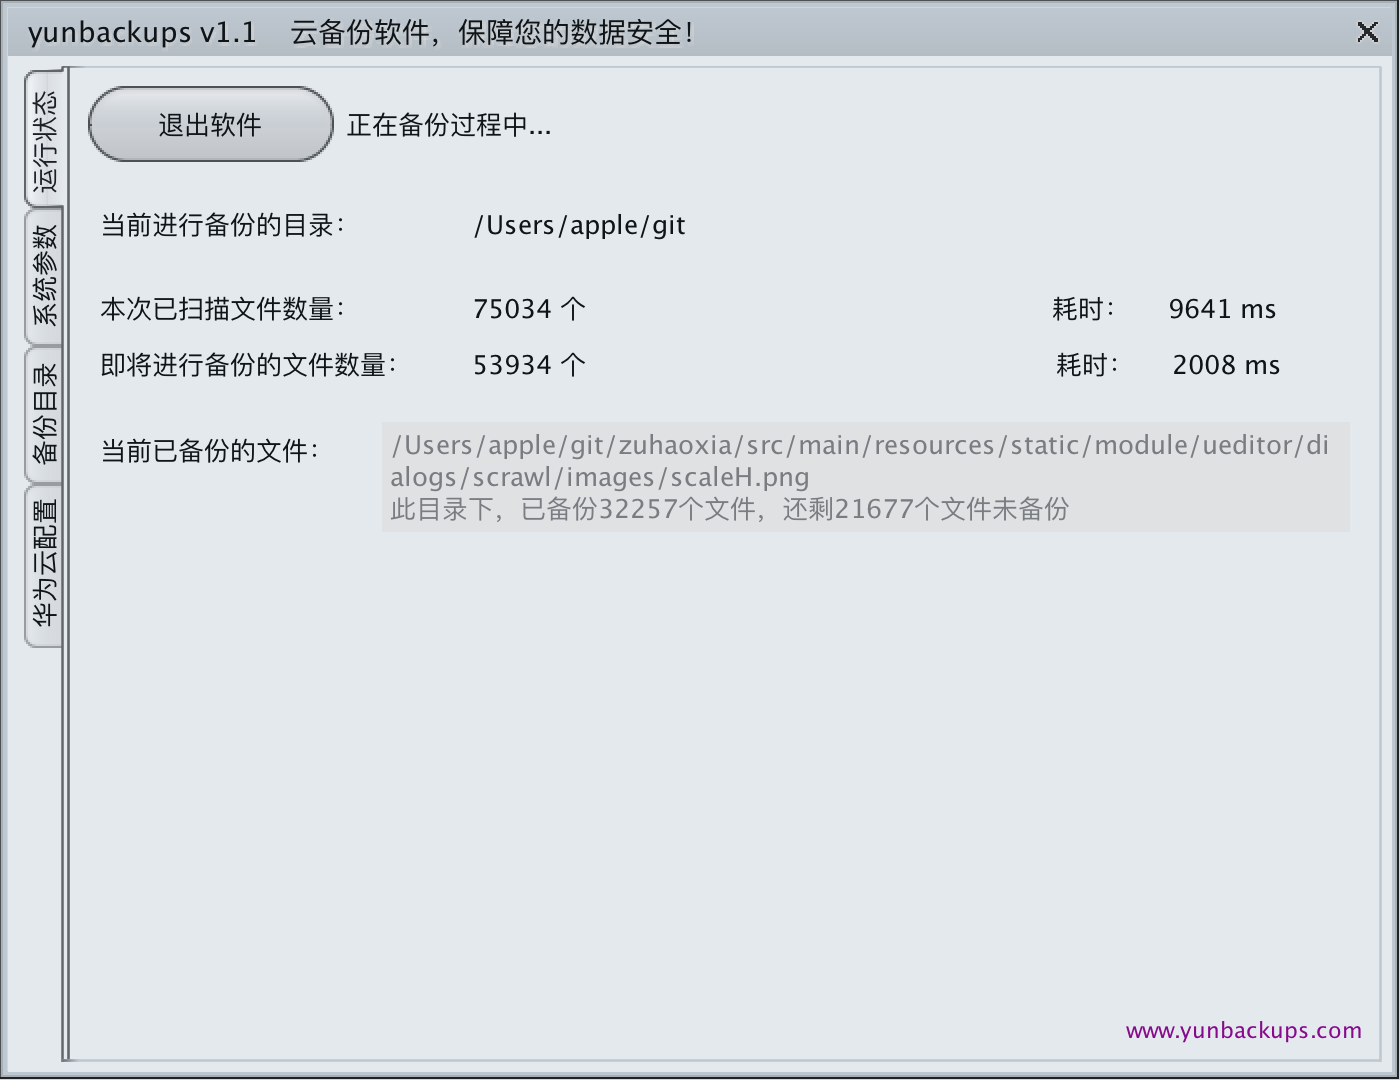 yunbackups v1.1 云备份软件，保障您的数据安全！
运行状态
系统参数
备份目录
华为云配置
退出软件 正在备份过程中...
当前进行备份的目录： /Users/apple/git
本次已扫描文件数量： 75034 个 耗时： 9641 ms
即将进行备份的文件数量： 53934 个 耗时： 2008 ms
当前已备份的文件： /Users/apple/git/zuhaoxia/src/main/resources/static/module/ueditor/di
alogs/scrawl/images/scaleH.png
此目录下，已备份32257个文件，还剩21677个文件未备份
www.yunbackups.com